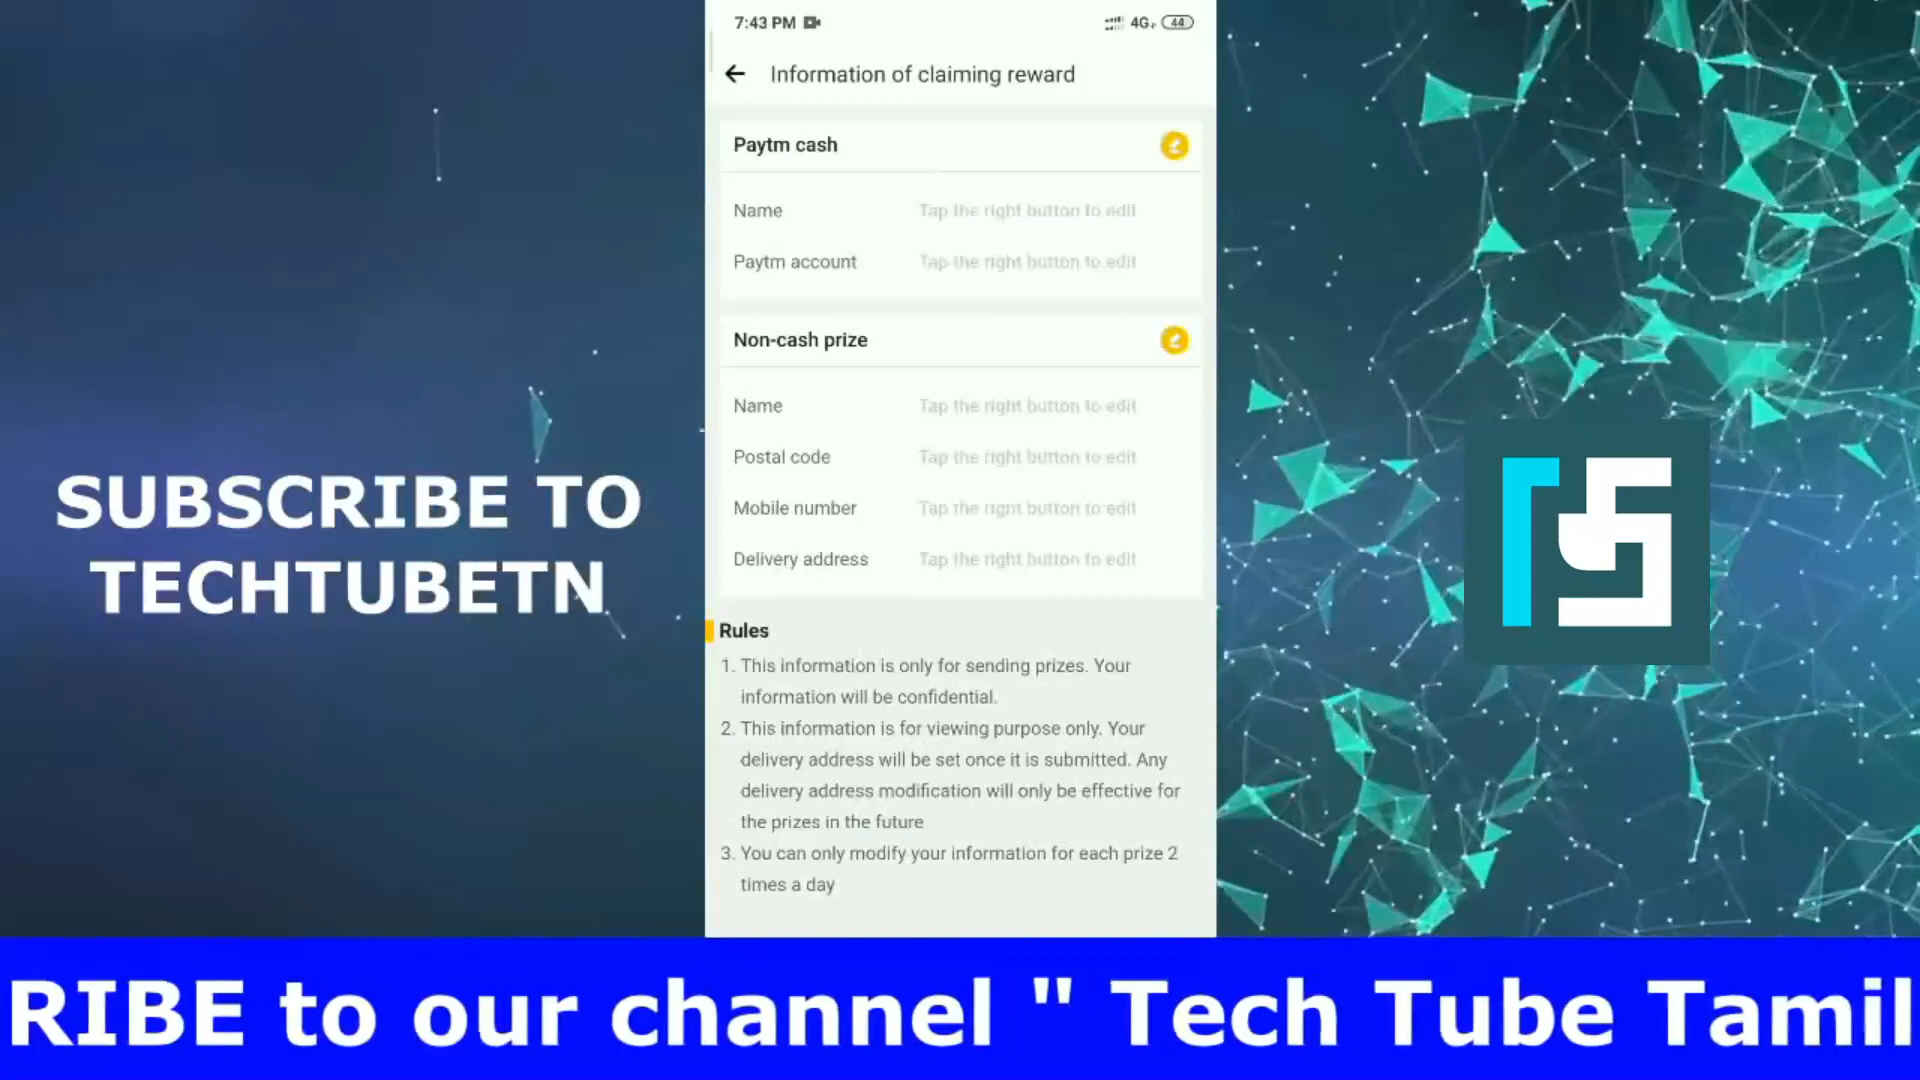 7:43 PM
4G
44
Information of claiming reward
Paytm cash
Name Tap the right button to edit
Paytm account Tap the right button to edit
Non-cash prize
Name Tap the right button to edit
Postal code Tap the right button to edit
Mobile number Tap the right button to edit
Delivery address Tap the right button to edit
Rules
1. This information is only for sending prizes. Your
information will be confidential.
2. This information is for viewing purpose only. Your
delivery address will be set once it is submitted. Any
delivery address modification will only be effective for
the prizes in the future
3. You can only modify your information for each prize 2
times a day
SUBSCRIBE TO
TECHTUBETN
RIBE to our channel " Tech Tube Tamil